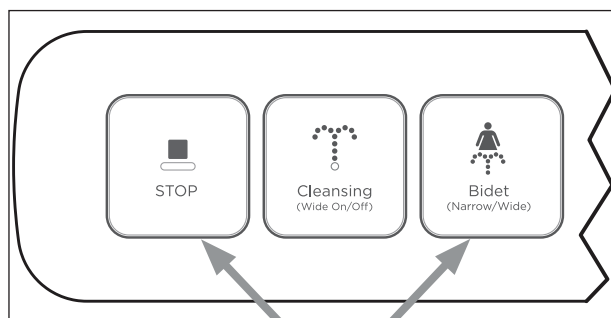 STOP
Cleansing
(Wide On/Off)
Bidet
(Narrow/Wide)